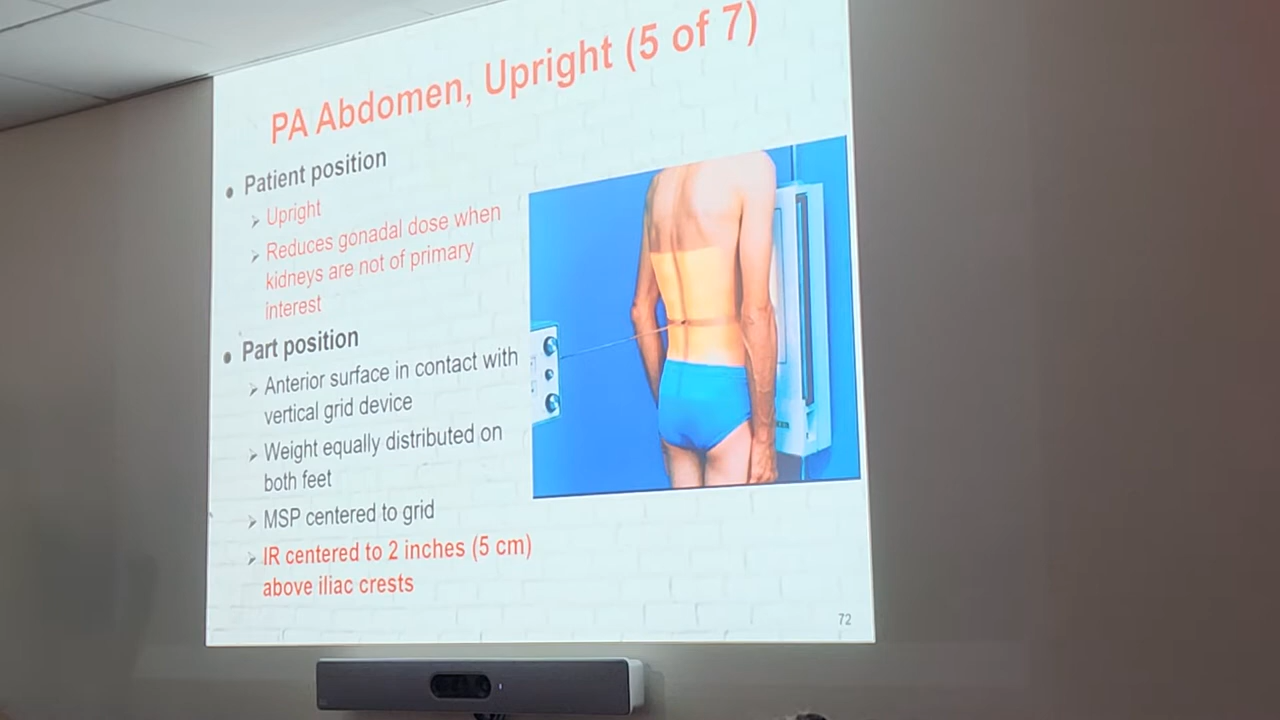 PA Abdomen, Upright (5 of 7)
• Patient position
➢ Upright
➢ Reduces gonadal dose when
kidneys are not of primary
interest
• Part position
➢ Anterior surface in contact with
vertical grid device
➢ Weight equally distributed on
both feet
➢ MSP centered to grid
➢ IR centered to 2 inches (5 cm)
above iliac crests
72